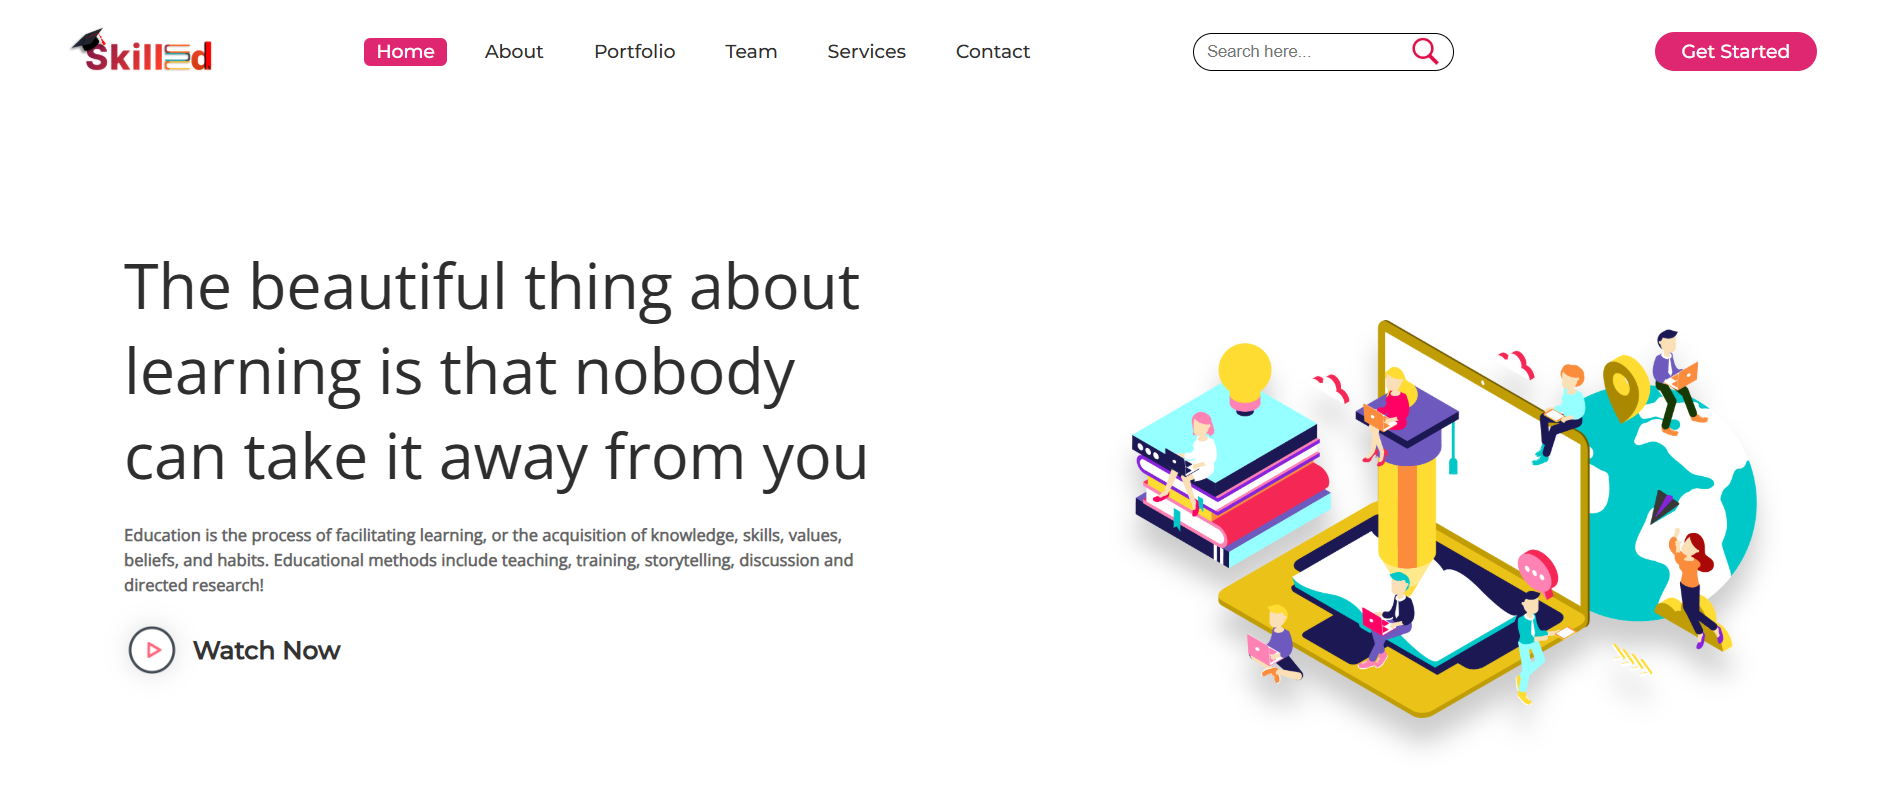 Skilled
Home
About
Portfolio
Team
Services
Contact
Search here...
Get Started
The beautiful thing about
learning is that nobody
can take it away from you
Education is the process of facilitating learning, or the acquisition of knowledge, skills, values,
beliefs, and habits. Educational methods include teaching, training, storytelling, discussion and
directed research!
Watch Now